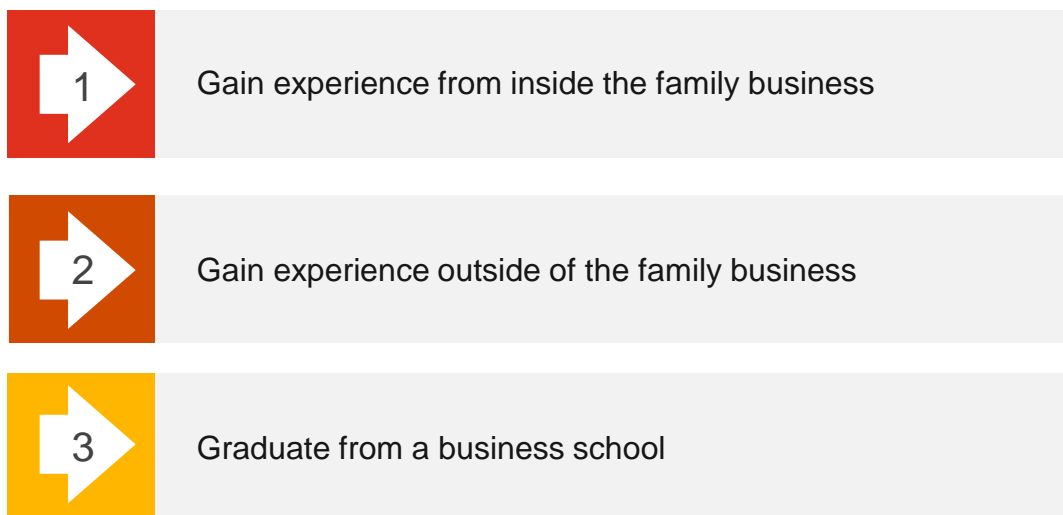 1 Gain experience from inside the family business
2 Gain experience outside of the family business
3 Graduate from a business school